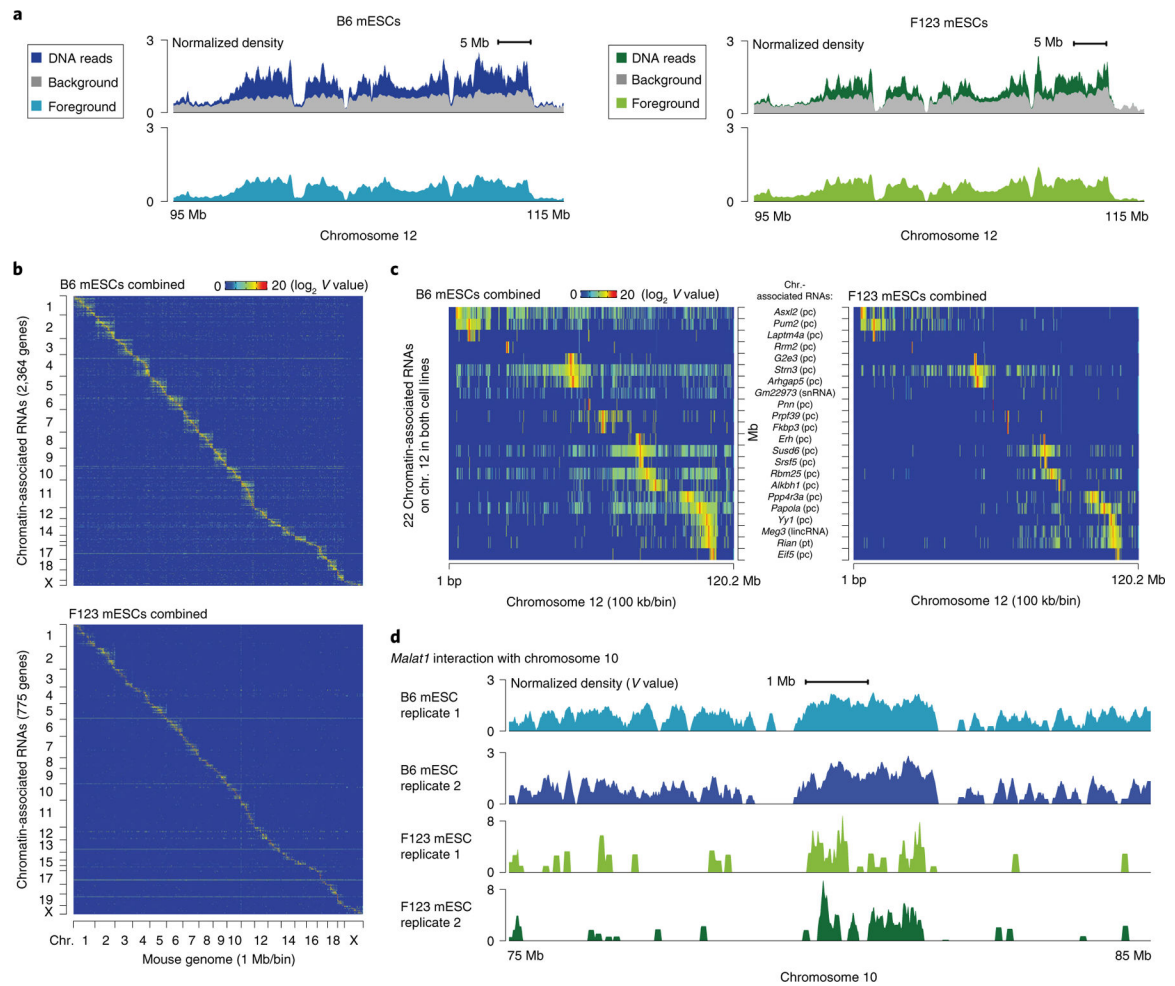 a
B6 mESCs
DNA reads
Background
Foreground
3
Normalized density
5 Mb
0
3
0
95 Mb
115 Mb
Chromosome 12
F123 mESCs
DNA reads
Background
Foreground
3
Normalized density
5 Mb
0
3
0
95 Mb
115 Mb
Chromosome 12
b
B6 mESCs combined
0 20 (log2 V value)
Chromatin-associated RNAs (2,364 genes)
1
2
3
4
5
6
7
8
9
10
11
12
14
17
18
X
F123 mESCs combined
Chromatin-associated RNAs (775 genes)
1
2
3
4
5
6
7
8
9
10
11
12
13
15
17
19
X
Chr. 1 2 3 4 5 6 7 8 9 10 12 14 16 18 X
Mouse genome (1 Mb/bin)
c
B6 mESCs combined
0 20 (log2 V value)
22 Chromatin-associated RNAs
on chr. 12 in both cell lines
1 bp
120.2 Mb
Chromosome 12 (100 kb/bin)
Mb
Chr.-
associated RNAs:
Asxl2 (pc)
Pum2 (pc)
Laptm4a (pc)
Rrm2 (pc)
G2e3 (pc)
Strn3 (pc)
Arhgap5 (pc)
Gm22973 (snRNA)
Pnn (pc)
Prpf39 (pc)
Fkbp3 (pc)
Erh (pc)
Susd6 (pc)
Srsf5 (pc)
Rbm25 (pc)
Alkbh1 (pc)
Ppp4r3a (pc)
Papola (pc)
Yy1 (pc)
Meg3 (lincRNA)
Rian (pt)
Eif5 (pc)
F123 mESCs combined
1 bp
120.2 Mb
Chromosome 12 (100 kb/bin)
d
Malat1 interaction with chromosome 10
Normalized density (V value)
1 Mb
B6 mESC
replicate 1
3
0
B6 mESC
replicate 2
3
0
F123 mESC
replicate 1
8
0
F123 mESC
replicate 2
8
0
75 Mb
85 Mb
Chromosome 10